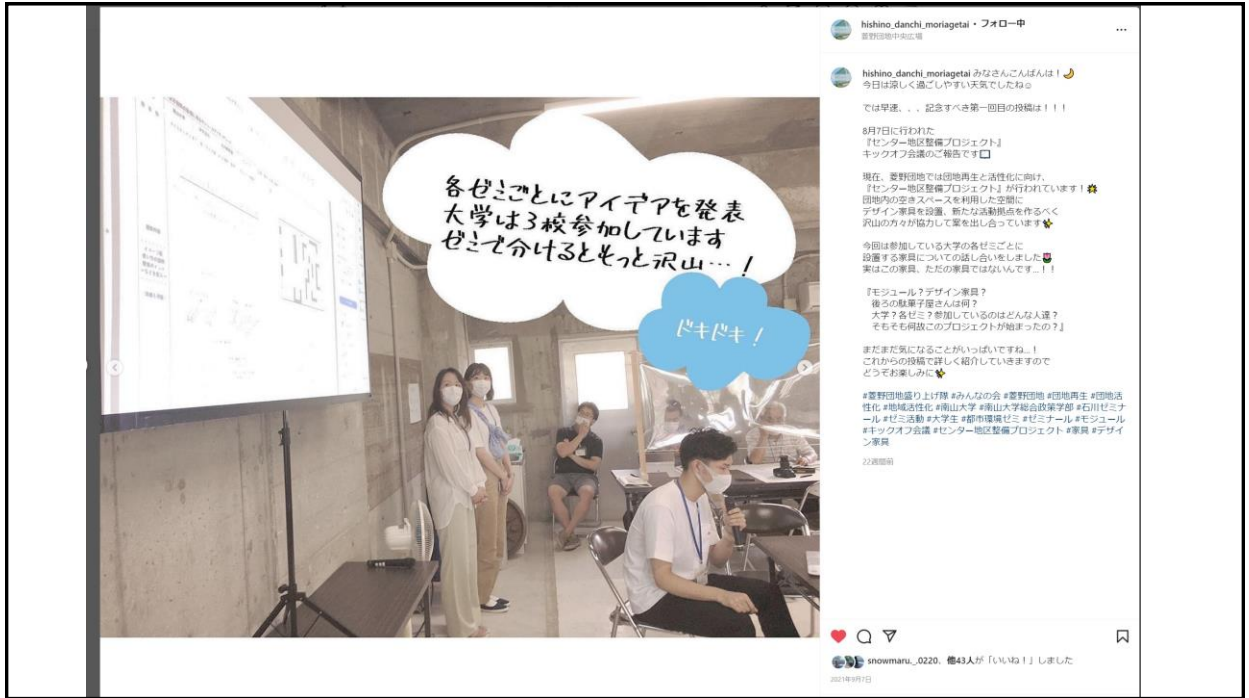 各ゼミごとにアイデアを発表
大学は3校参加しています
ゼミで分けるともっと沢山…!
ドキドキ!
hishino_danchi_moriagetai・フォロー中
菱野団地中央広場
hishino_danchi_moriagetai みなさんこんばんは!🌙
今日は涼しく過ごしやすい天気でしたね☺
では早速、、、記念すべき第一回目の投稿は!!!
8月7日に行われた
『センター地区整備プロジェクト』
キックオフ会議のご報告です
現在、菱野団地では団地再生と活性化に向け、
『センター地区整備プロジェクト』が行われています!
団地内の空きスペースを利用した空間に
デザイン家具を設置、新たな活動拠点を作るべく
沢山の方々が協力して案を出し合っています
今回は参加している大学の各ゼミごとに
設置する家具についての話し合いをしました🌷
実はこの家具、ただの家具ではないんです…!!
『モジュール?デザイン家具?
後ろの駄菓子屋さんは何?
大学?各ゼミ?参加しているのはどんな人達?
そもそも何故このプロジェクトが始まったの?』
まだまだ気になることがいっぱいですね…!
これからの投稿で詳しく紹介していきますので
どうぞお楽しみに
#菱野団地盛り上げ隊 #みんなの会 #菱野団地 #団地再生 #団地活
性化 #地域活性化 #南山大学 #南山大学総合政策学部 #石川ゼミナ
ール #ゼミ活動 #大学生 #都市環境ゼミ #ゼミナール #モジュール
#キックオフ会議 #センター地区整備プロジェクト #家具 #デザイ
ン家具
22週間前
snowmaru._.0220、他43人が「いいね!」しました
2021年8月7日